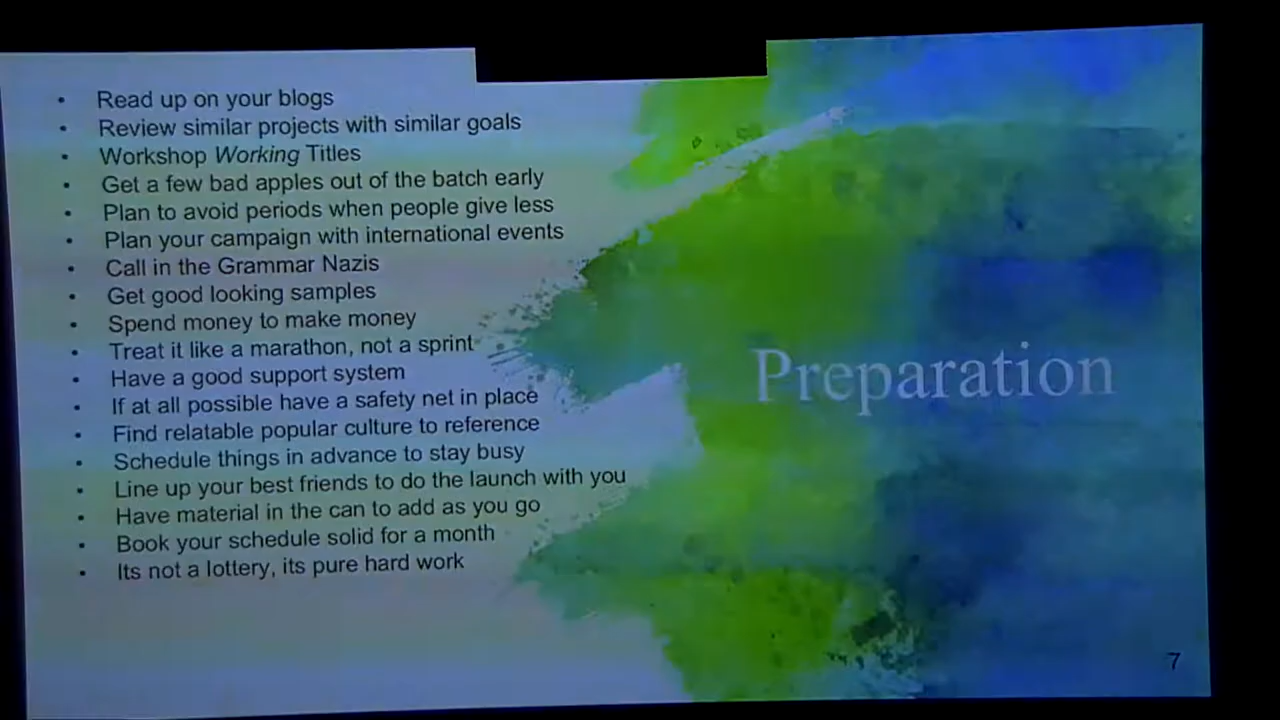 • Read up on your blogs
• Review similar projects with similar goals
• Workshop Working Titles
• Get a few bad apples out of the batch early
• Plan to avoid periods when people give less
• Plan your campaign with international events
• Call in the Grammar Nazis
• Get good looking samples
• Spend money to make money
• Treat it like a marathon, not a sprint
• Have a good support system
• If at all possible have a safety net in place
• Find relatable popular culture to reference
• Schedule things in advance to stay busy
• Line up your best friends to do the launch with you
• Have material in the can to add as you go
• Book your schedule solid for a month
• Its not a lottery, its pure hard work
Preparation
7